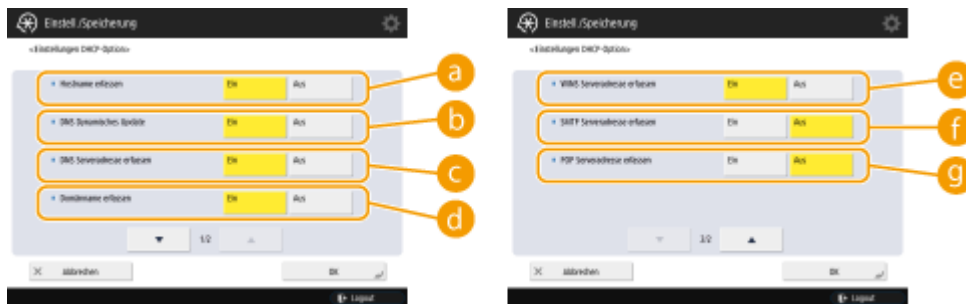 Einstell./Speicherung
<Einstellungen DHCP-Option>
Hostname erfassen Ein Aus
a
DNS Dynamisches Update Ein Aus
b
DNS Serveradresse erfassen Ein Aus
c
Domänname erfassen Ein Aus
d
1/2
Abbrechen OK
Logout
Einstell./Speicherung
<Einstellungen DHCP-Option>
WINS Serveradresse erfassen Ein Aus
e
SMTP Serveradresse erfassen Ein Aus
f
POP Serveradresse erfassen Ein Aus
g
2/2
Abbrechen OK
Logout